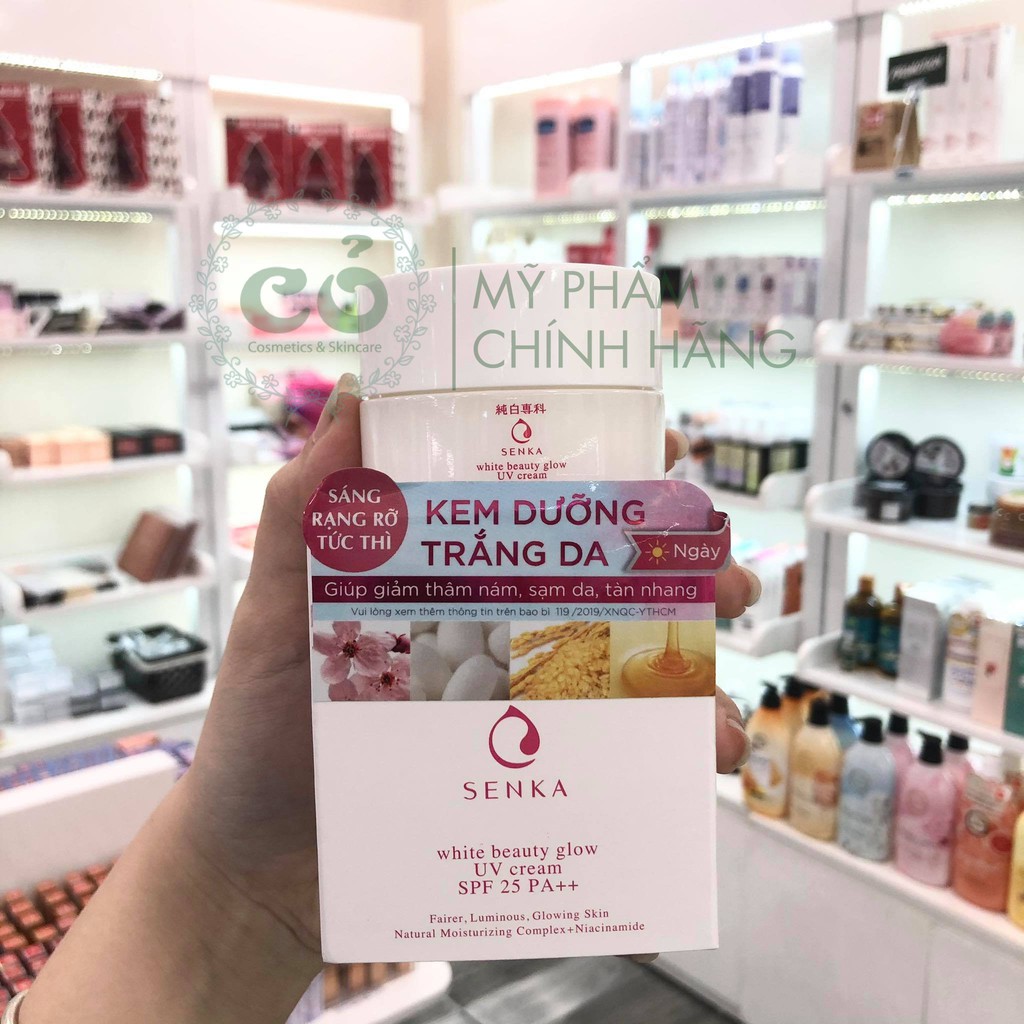 CỎ
Cosmetics & Skincare
MỸ PHẨM
CHÍNH HÃNG
純白専科
SENKA
white beauty glow
UV cream
SÁNG
RẠNG RỠ
TỨC THÌ
KEM DƯỠNG
TRẮNG DA
Ngày
Giúp giảm thâm nám, sạm da, tàn nhang
Vui lòng xem thêm thông tin trên bao bì 119/2019/XNQC-YTHCM
SENKA
white beauty glow
UV cream
SPF 25 PA++
Fairer, Luminous, Glowing Skin
Natural Moisturizing Complex+Niacinamide